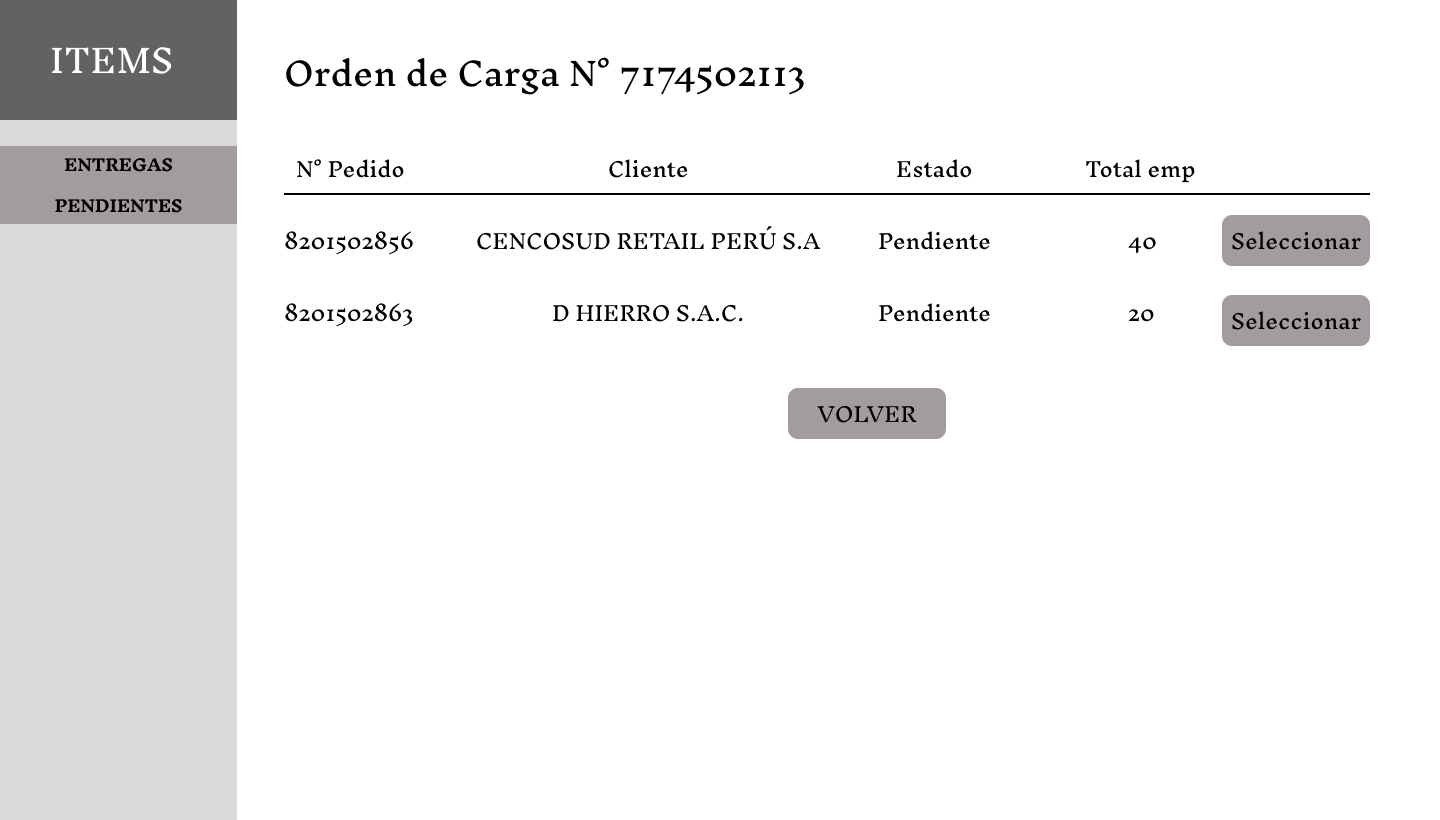 ITEMS
ENTREGAS
PENDIENTES
Orden de Carga N° 7174502113
N° Pedido Cliente Estado Total emp
8201502856 CENCOSUD RETAIL PERÚ S.A Pendiente 40 Seleccionar
8201502863 D HIERRO S.A.C. Pendiente 20 Seleccionar
VOLVER